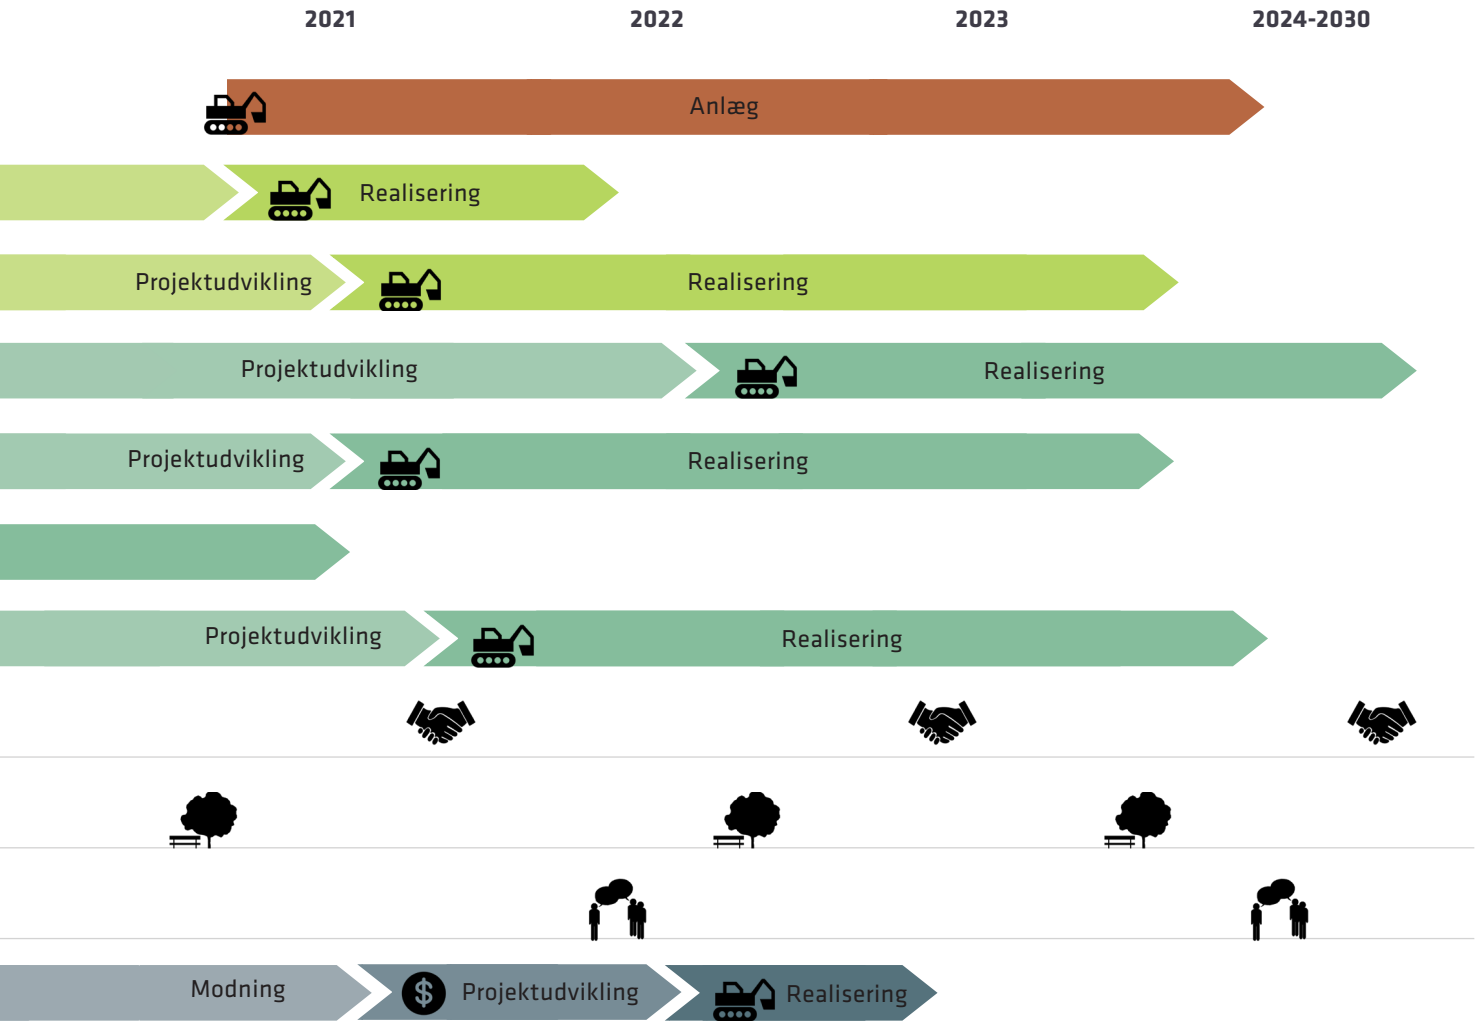 2021 2022 2023 2024-2030
Anlæg
Realisering
Projektudvikling Realisering
Projektudvikling Realisering
Projektudvikling Realisering
Projektudvikling Realisering
Modning $ Projektudvikling Realisering